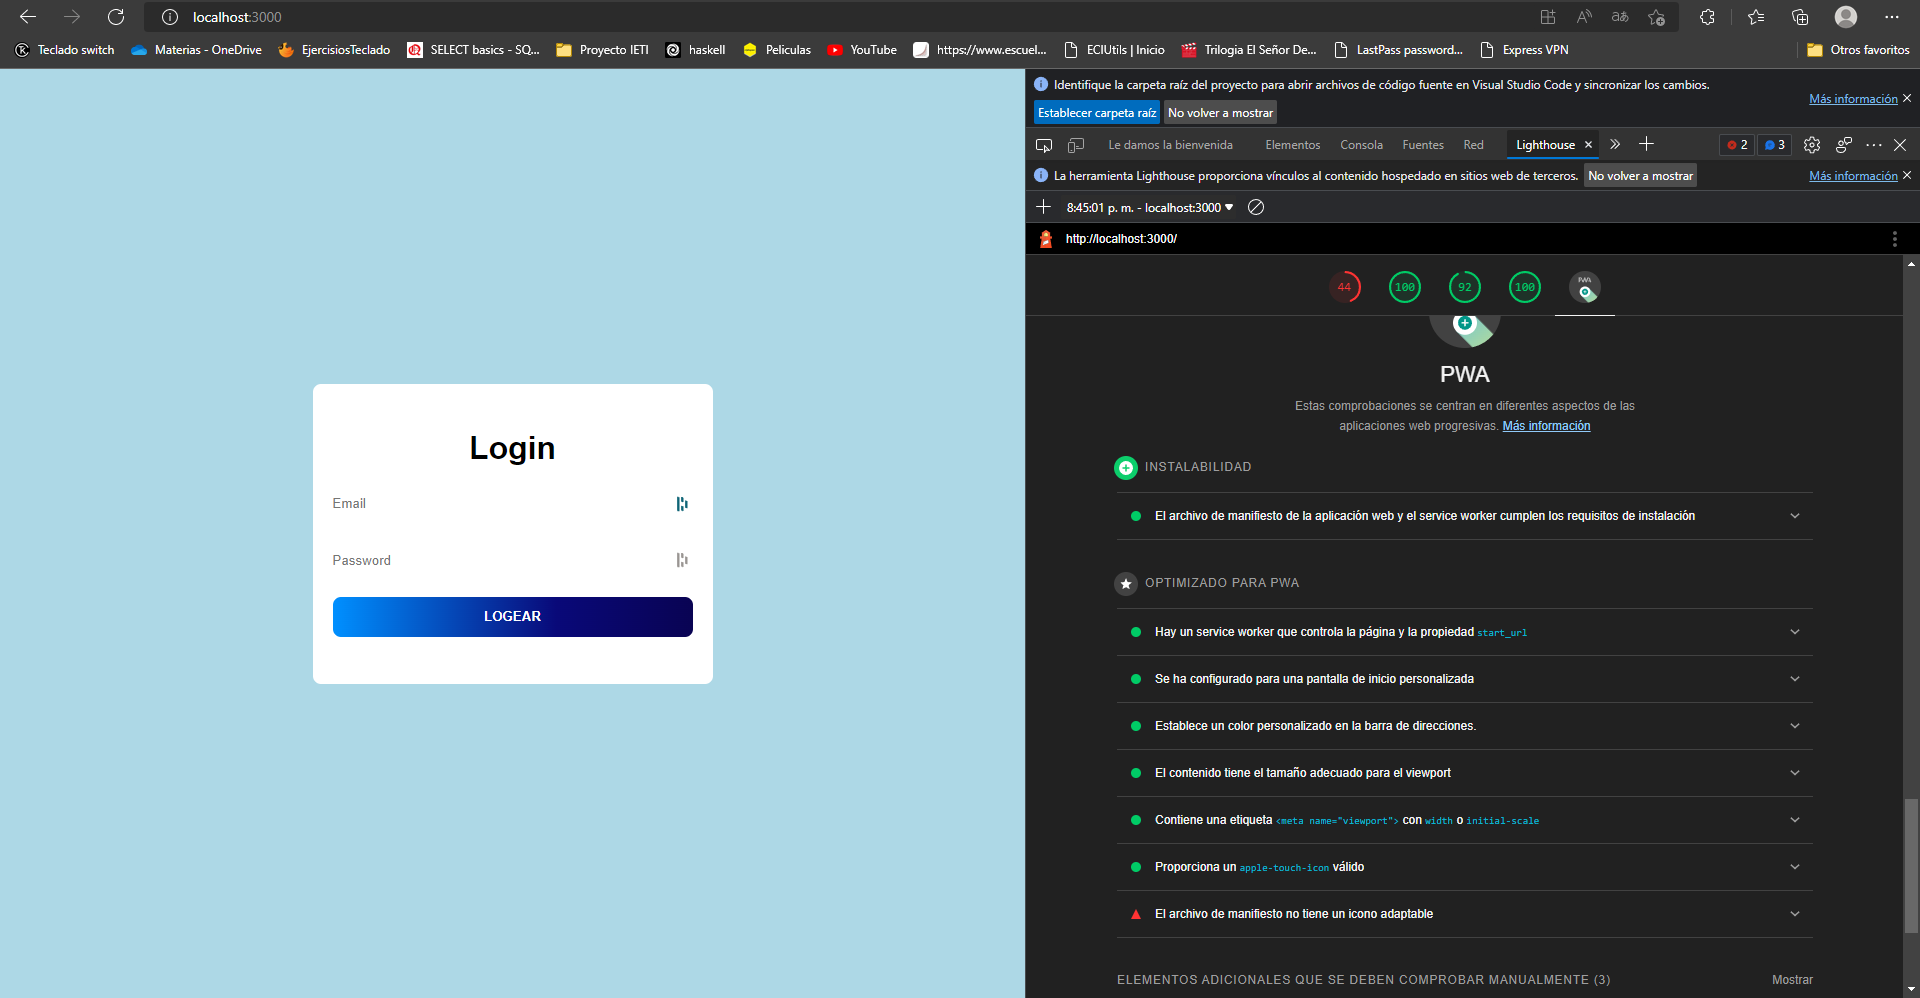 localhost:3000
Teclado switch
Materias - OneDrive
EjercisiosTeclado
SELECT basics - SQ...
Proyecto IETI
haskell
Peliculas
YouTube
https://www.escuel...
ECIUtils | Inicio
Trilogia El Señor De...
LastPass password...
Express VPN
Otros favoritos
Login
Email
Password
LOGEAR
Identifique la carpeta raíz del proyecto para abrir archivos de código fuente en Visual Studio Code y sincronizar los cambios.
Establecer carpeta raíz
No volver a mostrar
Más información
Le damos la bienvenida
Elementos
Consola
Fuentes
Red
Lighthouse
2
3
La herramienta Lighthouse proporciona vínculos al contenido hospedado en sitios web de terceros.
No volver a mostrar
Más información
8:45:01 p. m. - localhost:3000
http://localhost:3000/
44
100
92
100
PWA
PWA
Estas comprobaciones se centran en diferentes aspectos de las
aplicaciones web progresivas. Más información
INSTALABILIDAD
El archivo de manifiesto de la aplicación web y el service worker cumplen los requisitos de instalación
OPTIMIZADO PARA PWA
Hay un service worker que controla la página y la propiedad start_url
Se ha configurado para una pantalla de inicio personalizada
Establece un color personalizado en la barra de direcciones.
El contenido tiene el tamaño adecuado para el viewport
Contiene una etiqueta <meta name="viewport"> con width o initial-scale
Proporciona un apple-touch-icon válido
El archivo de manifiesto no tiene un icono adaptable
ELEMENTOS ADICIONALES QUE SE DEBEN COMPROBAR MANUALMENTE (3)
Mostrar